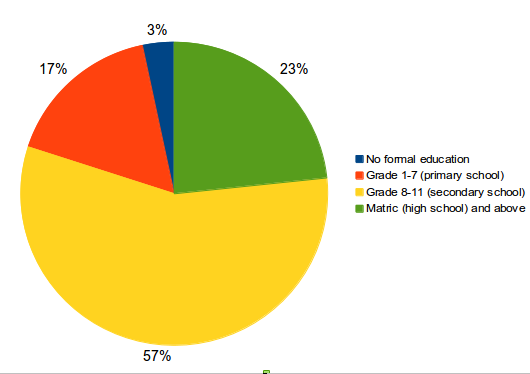 3%
17%
23%
No formal education
Grade 1-7 (primary school)
Grade 8-11 (secondary school)
Matric (high school) and above
57%